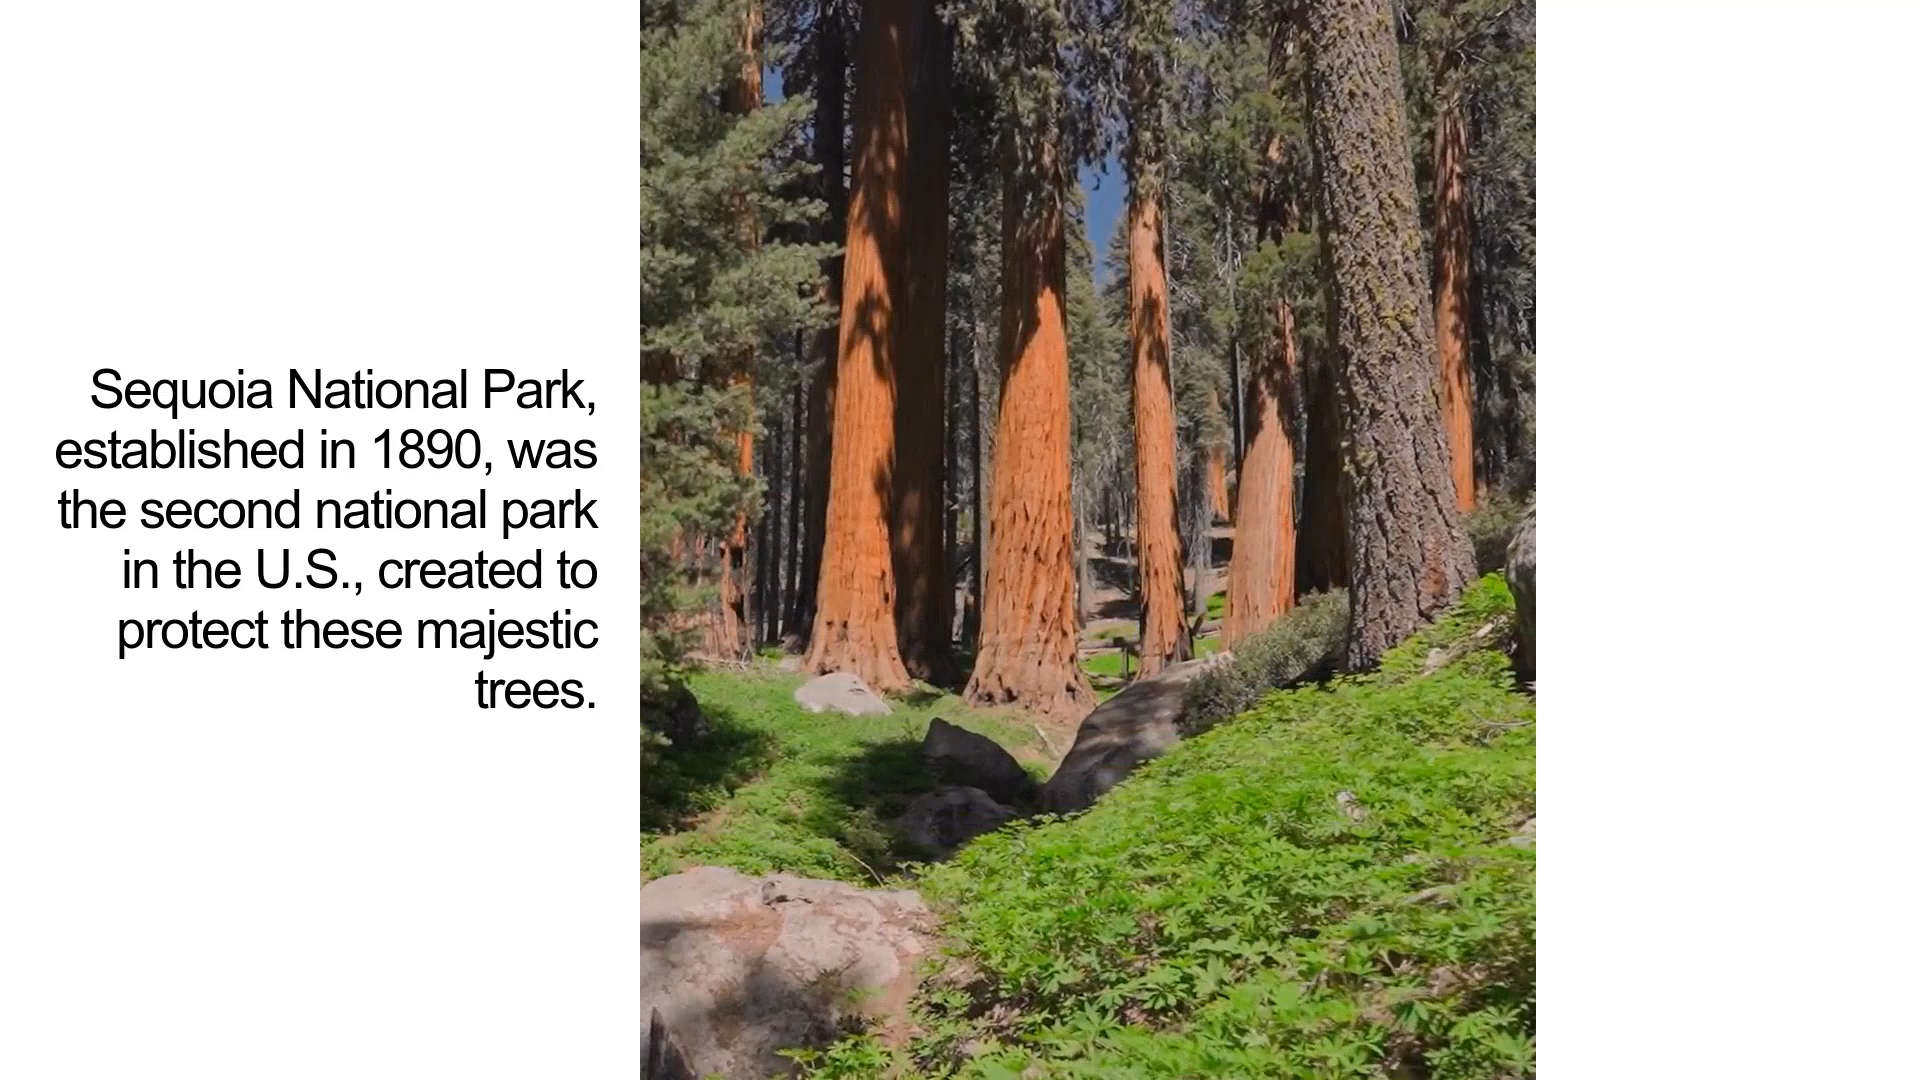 Sequoia National Park,
established in 1890, was
the second national park
in the U.S., created to
protect these majestic
trees.